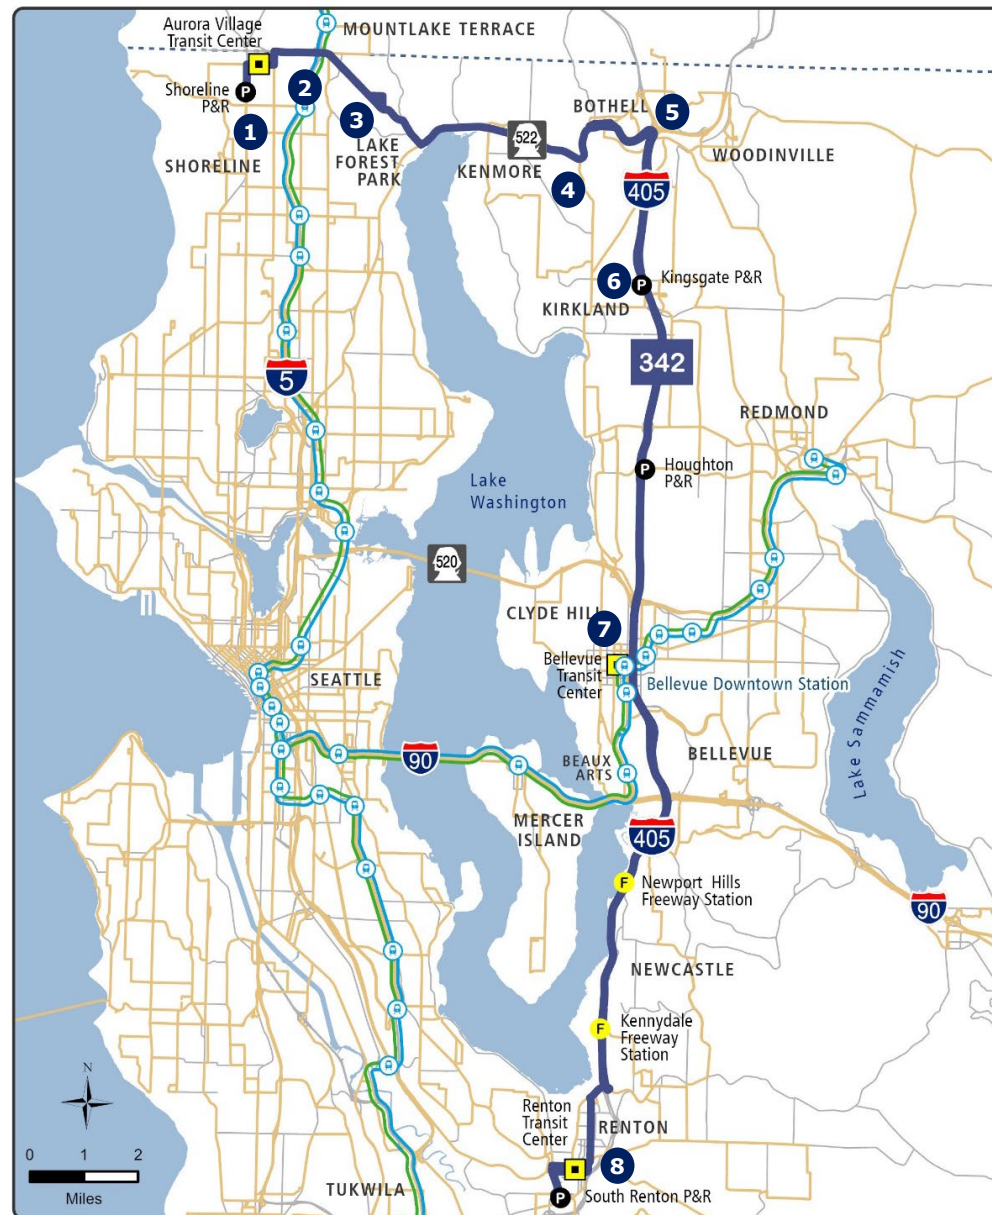 MOUNTLAKE TERRACE
Aurora Village
Transit Center
Shoreline
P&R
P
1
2
3
SHORELINE
LAKE
FOREST
PARK
522
KENMORE
4
BOTHELL
5
WOODINVILLE
405
6
P
Kingsgate P&R
KIRKLAND
342
5
REDMOND
P
Houghton
P&R
Lake
Washington
520
CLYDE HILL
7
Bellevue
Transit
Center
Bellevue Downtown Station
SEATTLE
Lake Sammamish
90
BEAUX
ARTS
BELLEVUE
MERCER
ISLAND
405
F
Newport Hills
Freeway Station
90
NEWCASTLE
F
Kennydale
Freeway
Station
N
Renton
Transit
Center
RENTON
8
0 1 2
Miles
TUKWILA
P
South Renton P&R